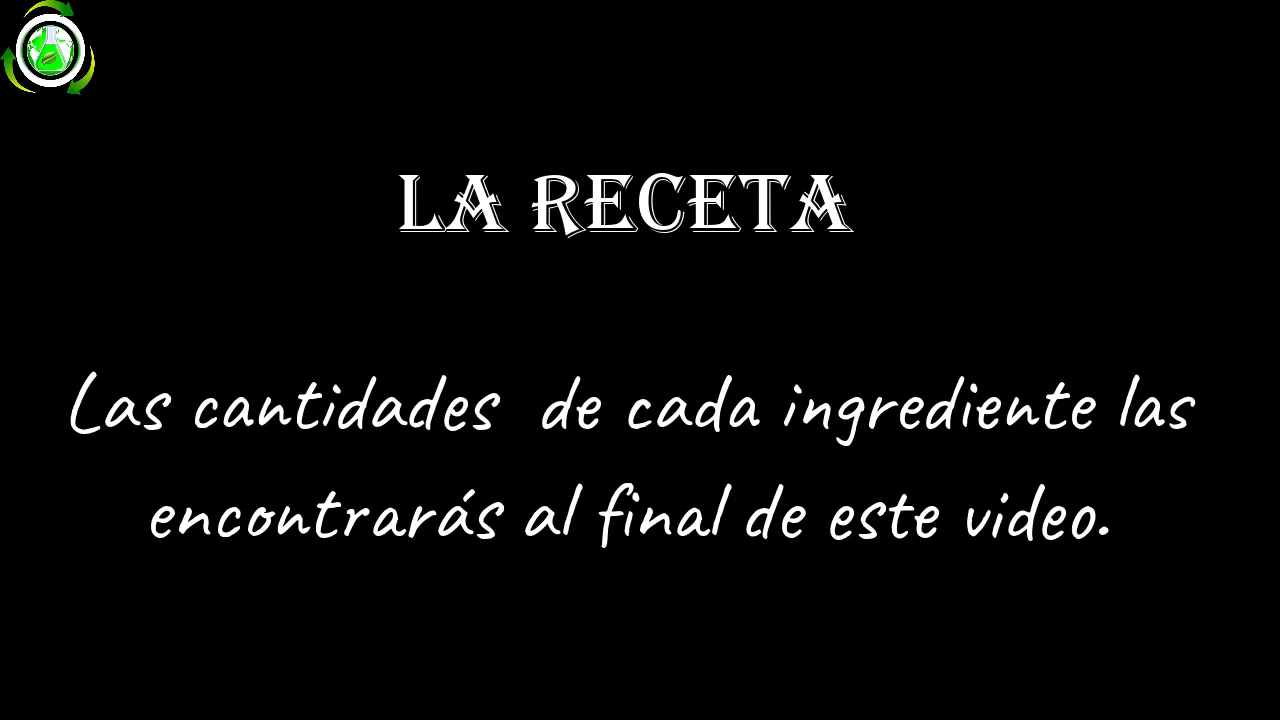 LA RECETA
Las cantidades de cada ingrediente las
encontrarás al final de este video.